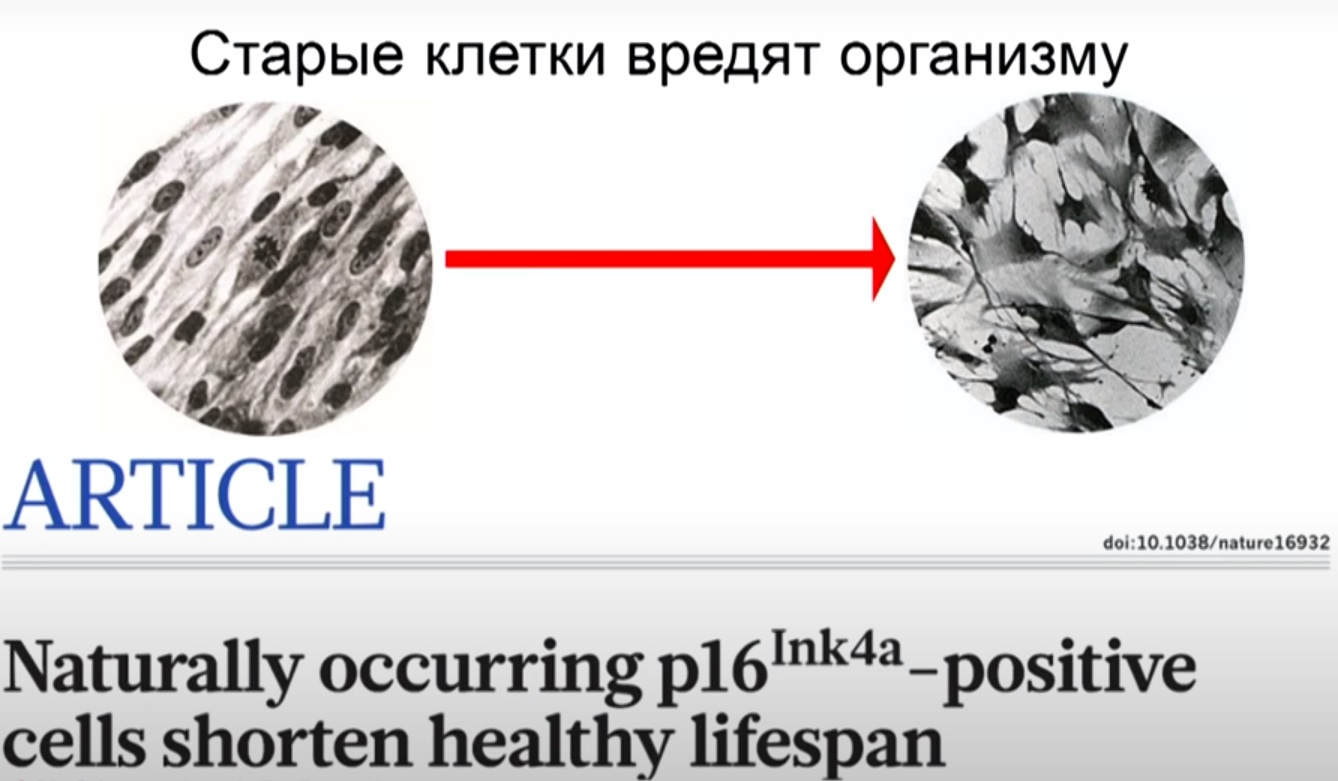 Старые клетки вредят организму
ARTICLE
doi:10.1038/nature16932
Naturally occurring p16Ink4a-positive
cells shorten healthy lifespan